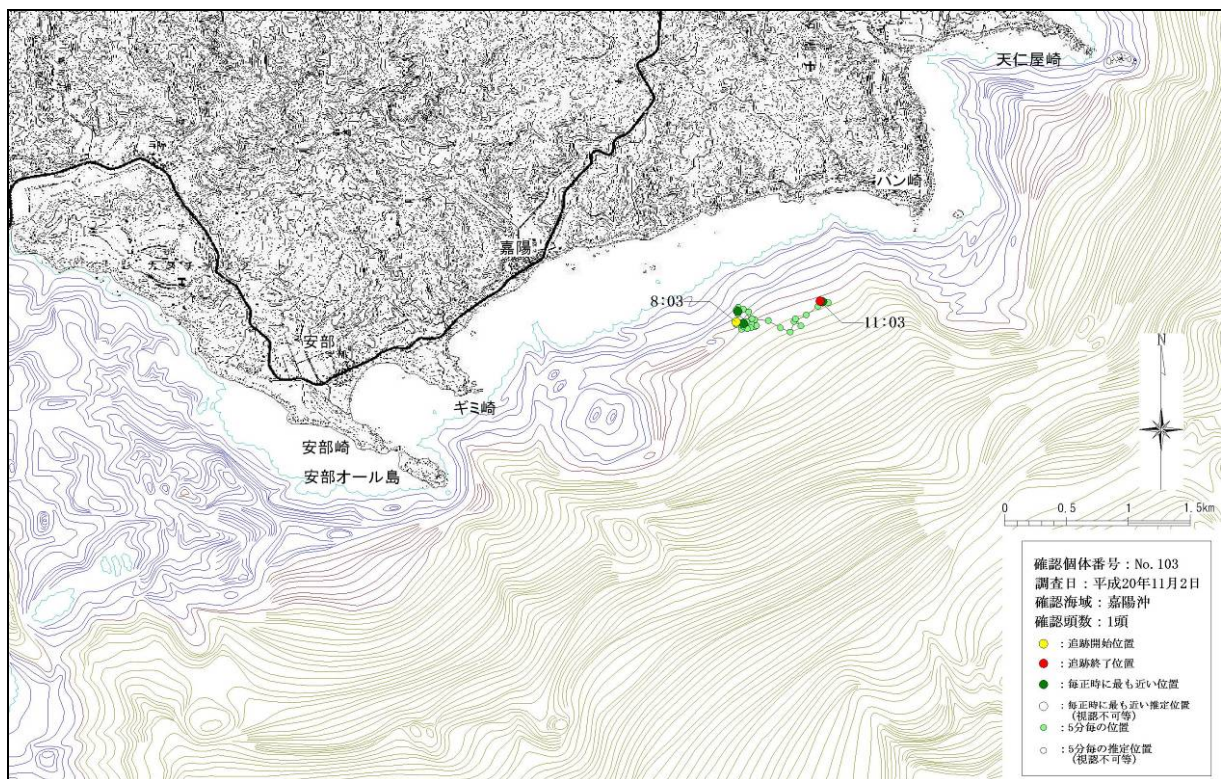 天仁屋崎
バン崎
嘉陽
8:03
11:03
安部
ギミ崎
安部崎
安部オール島
N
0 0.5 1 1.5km
確認個体番号：No.103
調査日：平成20年11月2日
確認海域：嘉陽沖
確認頭数：1頭
：追跡開始位置
：追跡終了位置
：毎正時に最も近い位置
：毎正時に最も近い推定位置
(視認不可等)
：5分毎の位置
：5分毎の推定位置
(視認不可等)